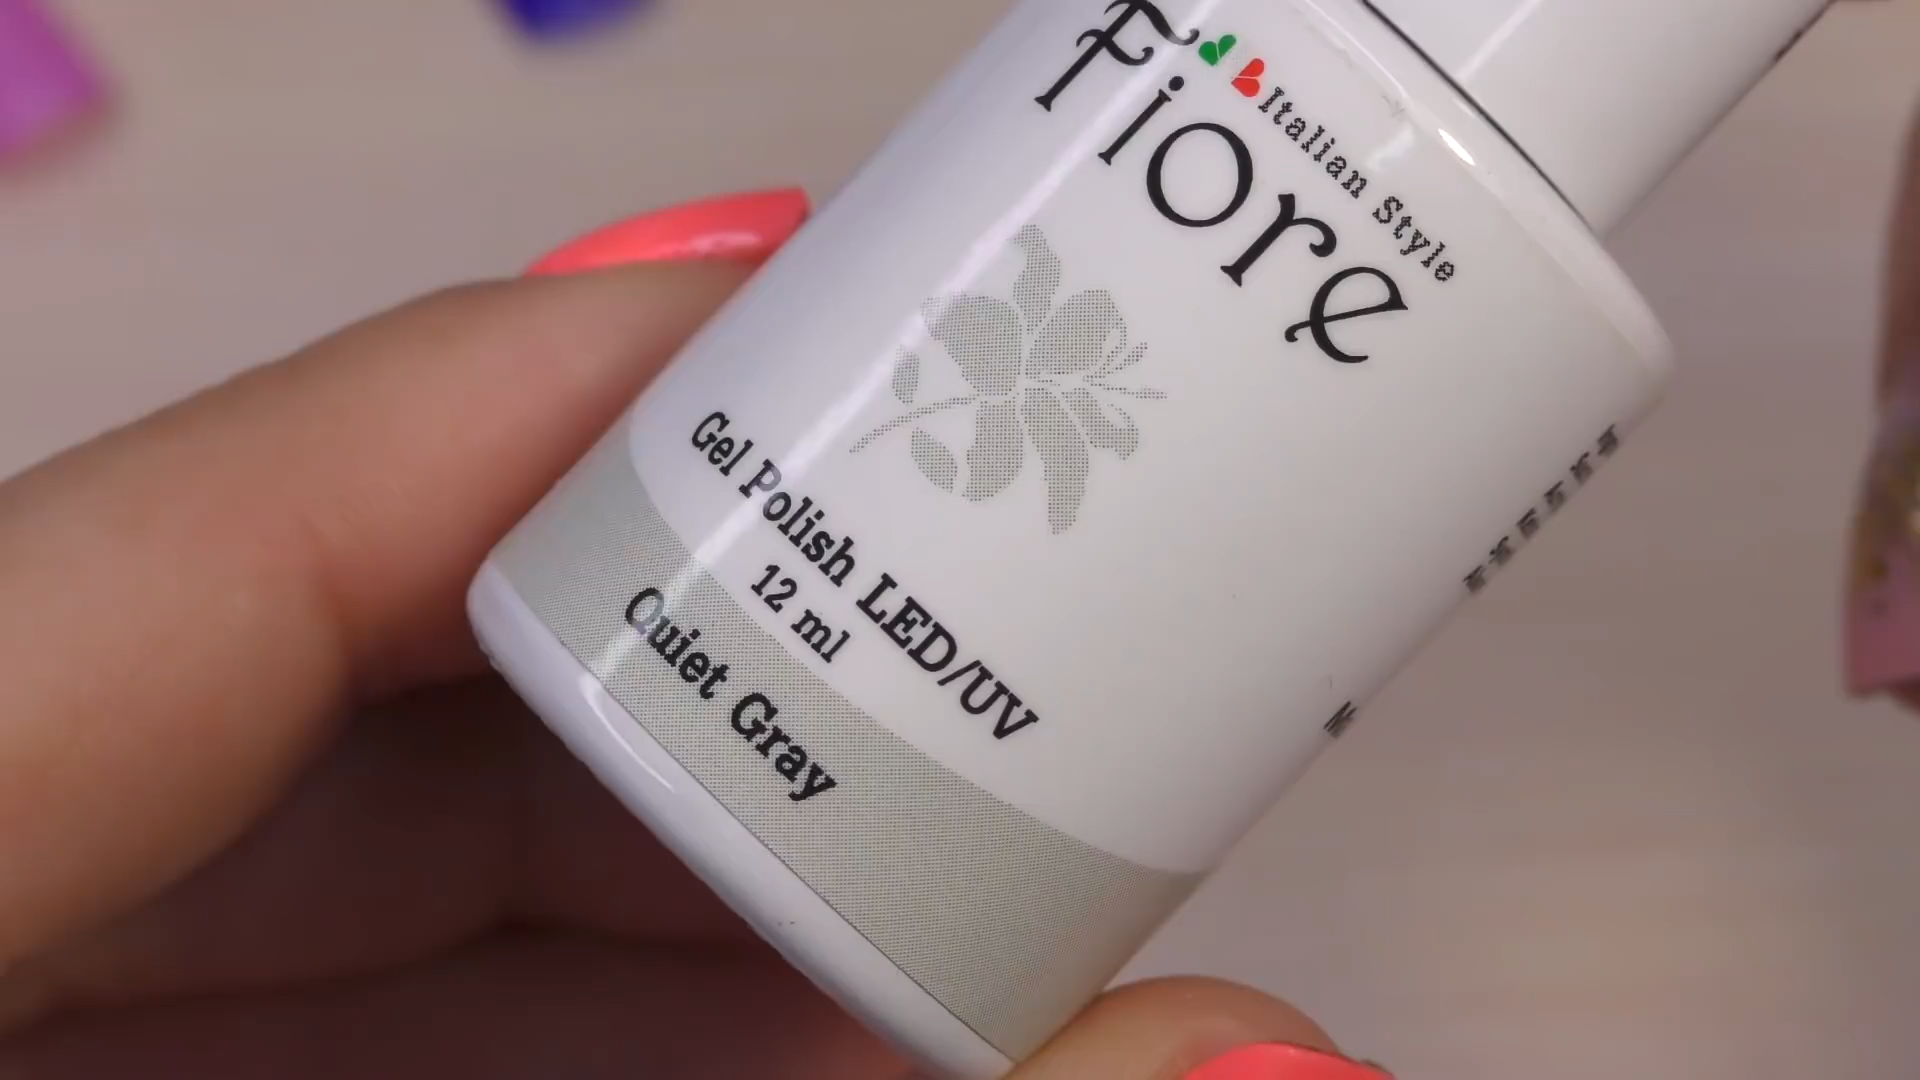 Italian Style
Fiore
Gel Polish LED/UV
12 ml
Quiet Gray